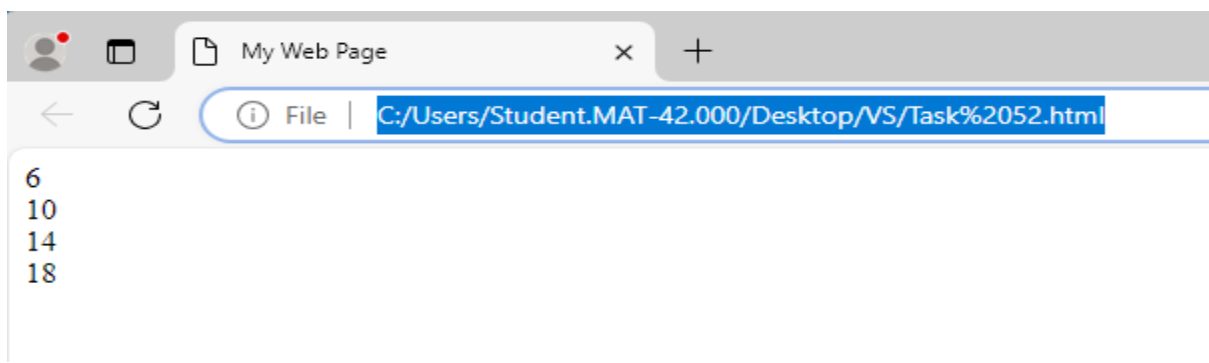 My Web Page
File | C:/Users/Student.MAT-42.000/Desktop/VS/Task%2052.html
6
10
14
18